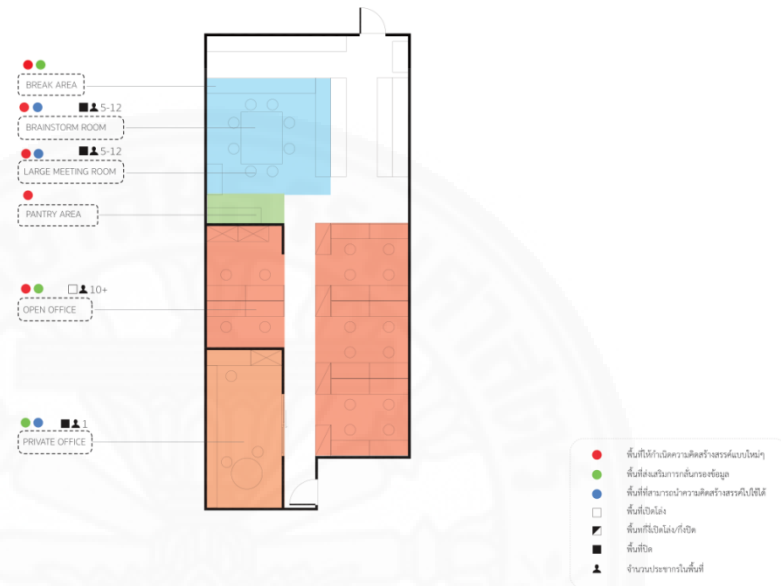 BREAK AREA
5-12
BRAINSTORM ROOM
5-12
LARGE MEETING ROOM
PANTRY AREA
10+
OPEN OFFICE
1
PRIVATE OFFICE
พื้นที่ให้กำเนิดความคิดสร้างสรรค์แบบใหม่ๆ
พื้นที่ส่งเสริมการกลั่นกรองข้อมูล
พื้นที่ที่สามารถนำความคิดสร้างสรรค์ไปใช้ได้
พื้นที่เปิดโล่ง
พื้นที่กึ่งเปิดโล่ง/กึ่งปิด
พื้นที่ปิด
จำนวนประชากรในพื้นที่